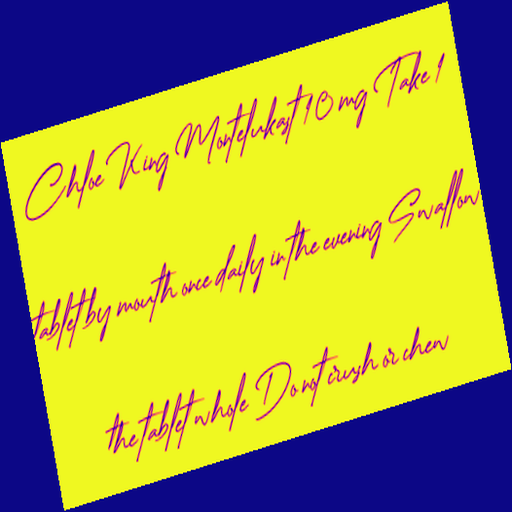 Chloe King Montelukast 10 mg Take 1
tablet by mouth once daily in the evening Swallow
the tablet whole Do not crush or chew